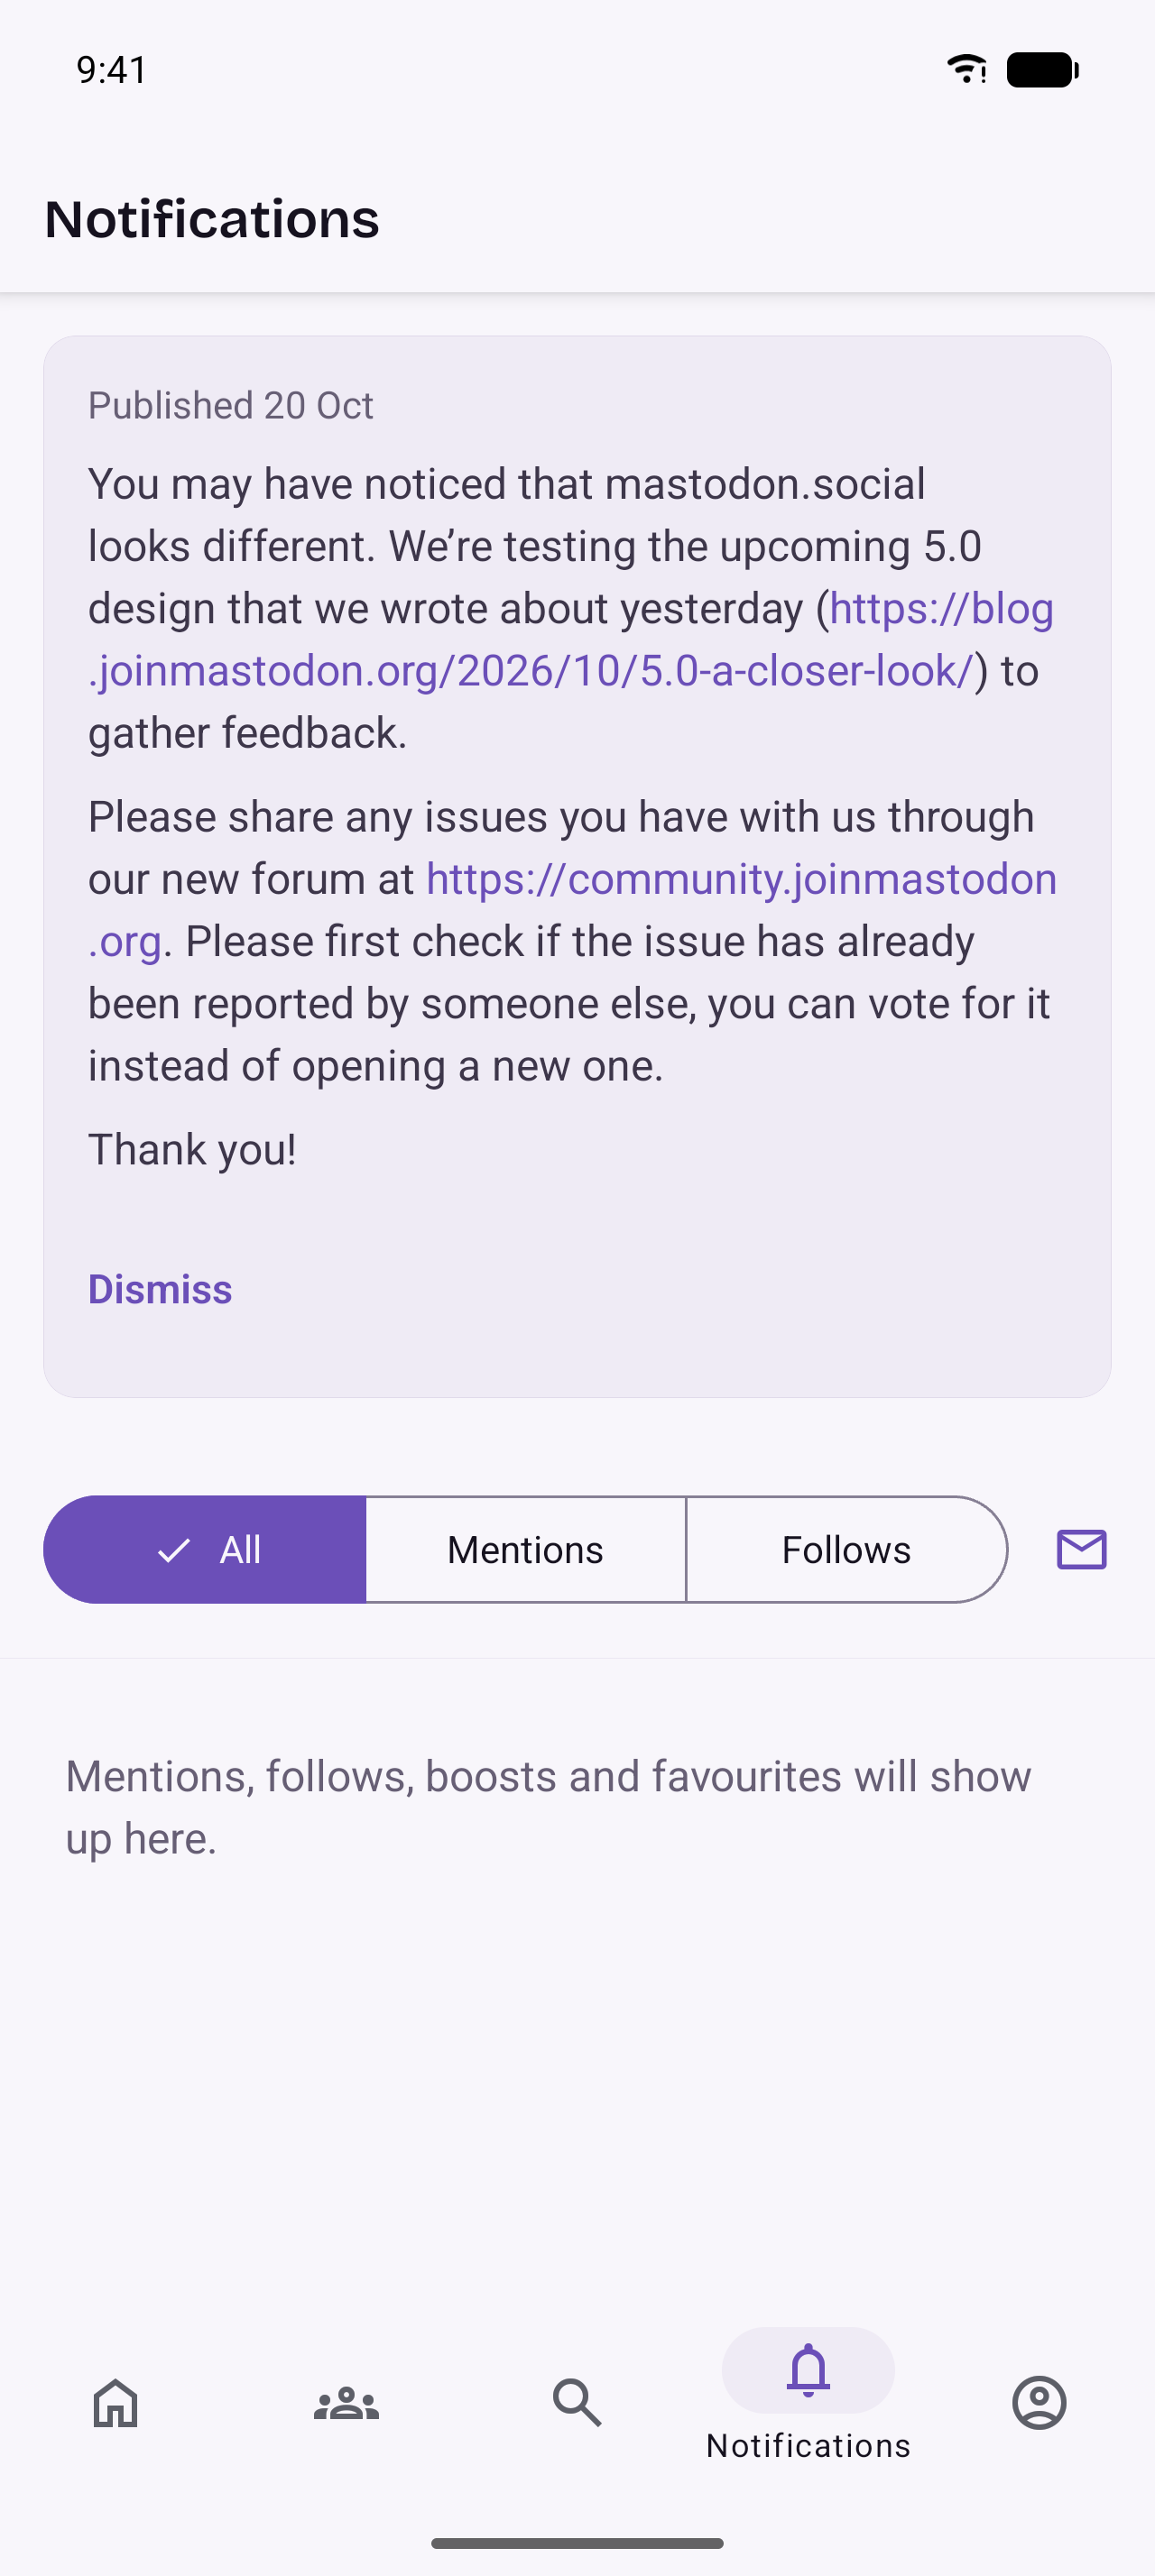 9:41
Notifications
Published 20 Oct
You may have noticed that mastodon.social
looks different. We’re testing the upcoming 5.0
design that we wrote about yesterday (https://blog
.joinmastodon.org/2026/10/5.0-a-closer-look/) to
gather feedback.
Please share any issues you have with us through
our new forum at https://community.joinmastodon
.org. Please first check if the issue has already
been reported by someone else, you can vote for it
instead of opening a new one.
Thank you!
Dismiss
All Mentions Follows
Mentions, follows, boosts and favourites will show
up here.
Notifications